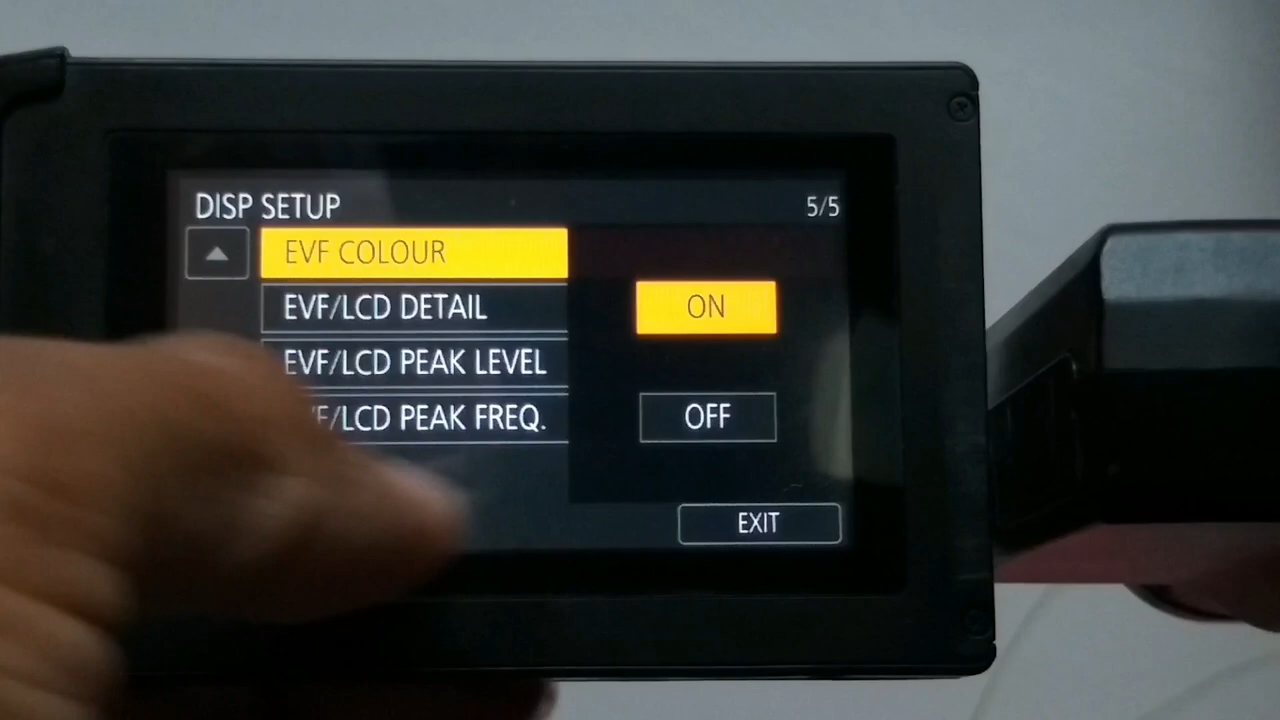 DISP SETUP 5/5
EVF COLOUR
EVF/LCD DETAIL ON
EVF/LCD PEAK LEVEL
EVF/LCD PEAK FREQ. OFF
EXIT